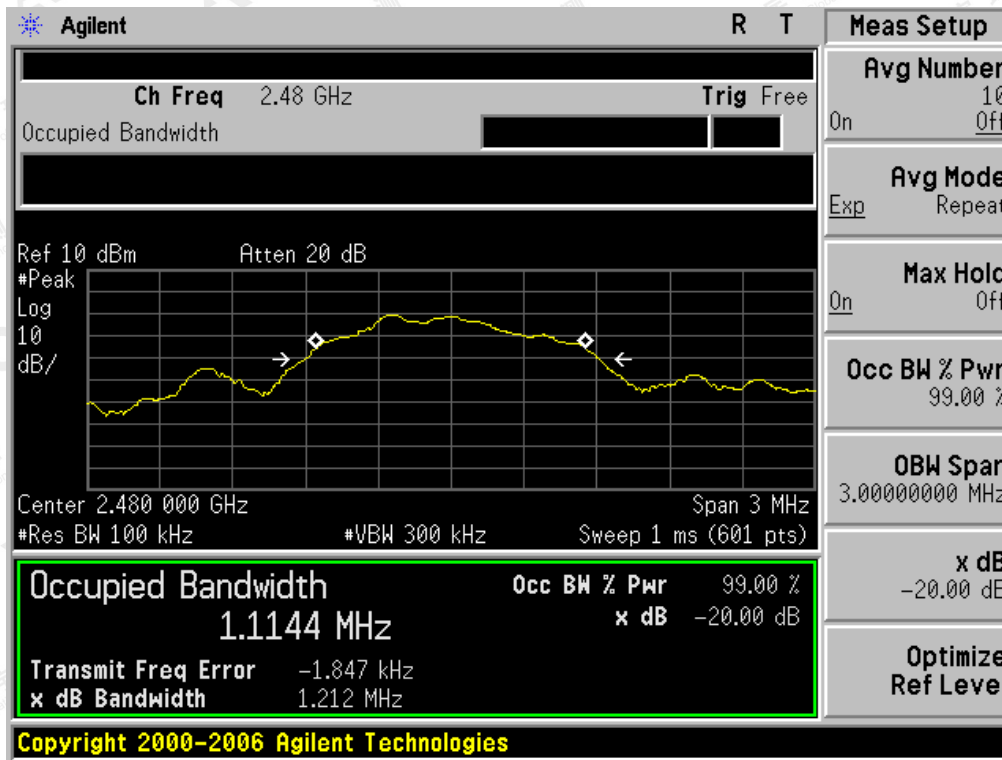 Agilent R T Meas Setup
Ch Freq 2.48 GHz Trig Free
Occupied Bandwidth
Ref 10 dBm Atten 20 dB
#Peak
Log
10
dB/
Center 2.480 000 GHz Span 3 MHz
#Res BW 100 kHz #VBW 300 kHz Sweep 1 ms (601 pts)
Occupied Bandwidth Occ BW % Pwr 99.00 %
1.1144 MHz x dB -20.00 dB
Transmit Freq Error -1.847 kHz
x dB Bandwidth 1.212 MHz
Copyright 2000-2006 Agilent Technologies
Avg Number
10
On Off
Avg Mode
Exp Repeat
Max Hold
On Off
Occ BW % Pwr
99.00 %
OBW Span
3.00000000 MHz
x dB
-20.00 dB
Optimize
Ref Leve